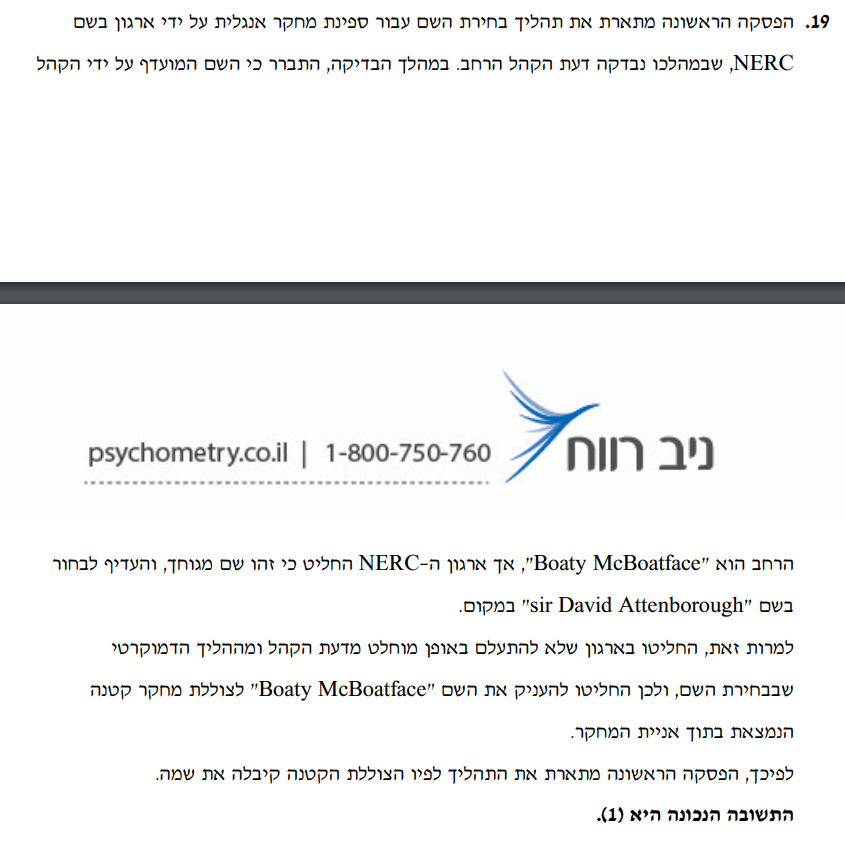 19. הפסקה הראשונה מתארת את תהליך בחירת השם עבור ספינת מחקר אנגלית על ידי ארגון בשם
NERC, שבמהלכו נבדקה דעת הקהל הרחב. במהלך הבדיקה, התברר כי השם המועדף על ידי הקהל
ניב רווח
psychometry.co.il | 1-800-750-760
הרחב הוא "Boaty McBoatface", אך ארגון ה-NERC החליט כי זהו שם מגוחך, והעדיף לבחור
בשם "sir David Attenborough" במקום.
למרות זאת, החליטו בארגון שלא להתעלם באופן מוחלט מדעת הקהל ומההליך הדמוקרטי
שבבחירת השם, ולכן החליטו להעניק את השם "Boaty McBoatface" לצוללת מחקר קטנה
הנמצאת בתוך אניית המחקר.
לפיכך, הפסקה הראשונה מתארת את התהליך לפיו הצוללת הקטנה קיבלה את שמה.
התשובה הנכונה היא (1).